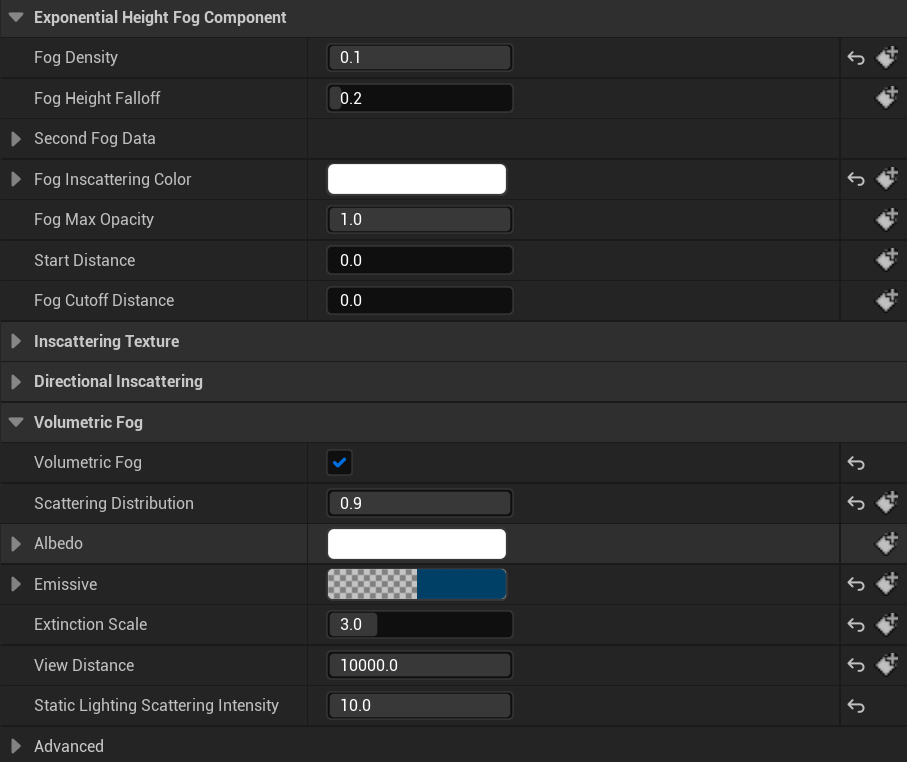 Exponential Height Fog Component
Fog Density 0.1
Fog Height Falloff 0.2
Second Fog Data
Fog Inscattering Color
Fog Max Opacity 1.0
Start Distance 0.0
Fog Cutoff Distance 0.0
Inscattering Texture
Directional Inscattering
Volumetric Fog
Volumetric Fog
Scattering Distribution 0.9
Albedo
Emissive
Extinction Scale 3.0
View Distance 10000.0
Static Lighting Scattering Intensity 10.0
Advanced